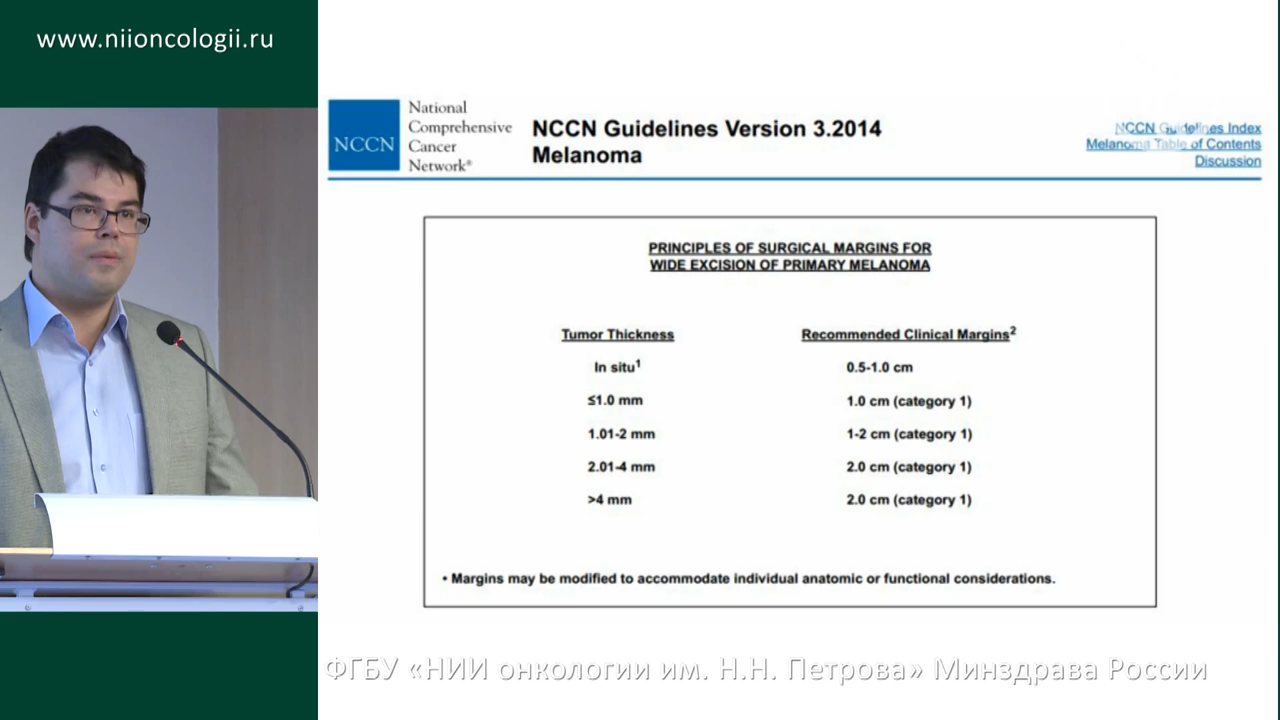 www.niioncologii.ru
NCCN
National
Comprehensive
Cancer
Network®
NCCN Guidelines Version 3.2014
Melanoma
NCCN Guidelines Index
Melanoma Table of Contents
Discussion
PRINCIPLES OF SURGICAL MARGINS FOR
WIDE EXCISION OF PRIMARY MELANOMA
Tumor Thickness Recommended Clinical Margins²
In situ¹ 0.5-1.0 cm
≤1.0 mm 1.0 cm (category 1)
1.01-2 mm 1-2 cm (category 1)
2.01-4 mm 2.0 cm (category 1)
>4 mm 2.0 cm (category 1)
• Margins may be modified to accommodate individual anatomic or functional considerations.
ФГБУ «НИИ онкологии им. Н.Н. Петрова» Минздрава России